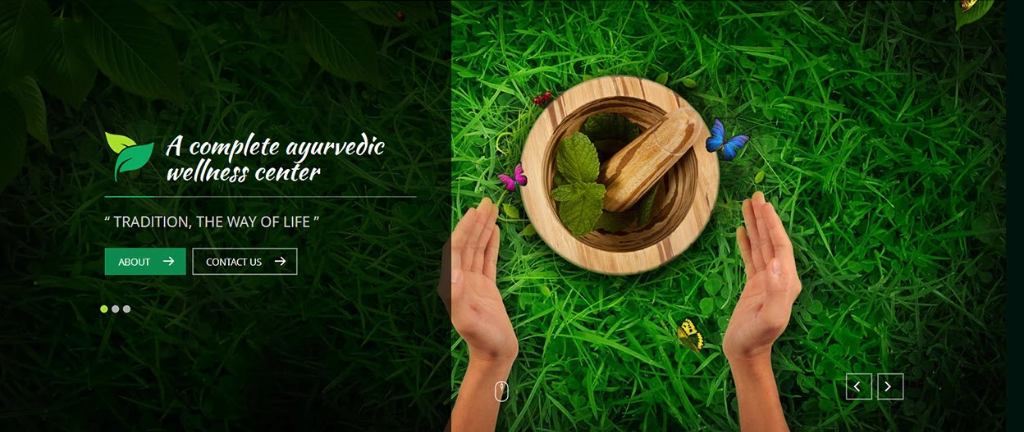 A complete ayurvedic
wellness center
“ TRADITION, THE WAY OF LIFE ”
ABOUT
CONTACT US